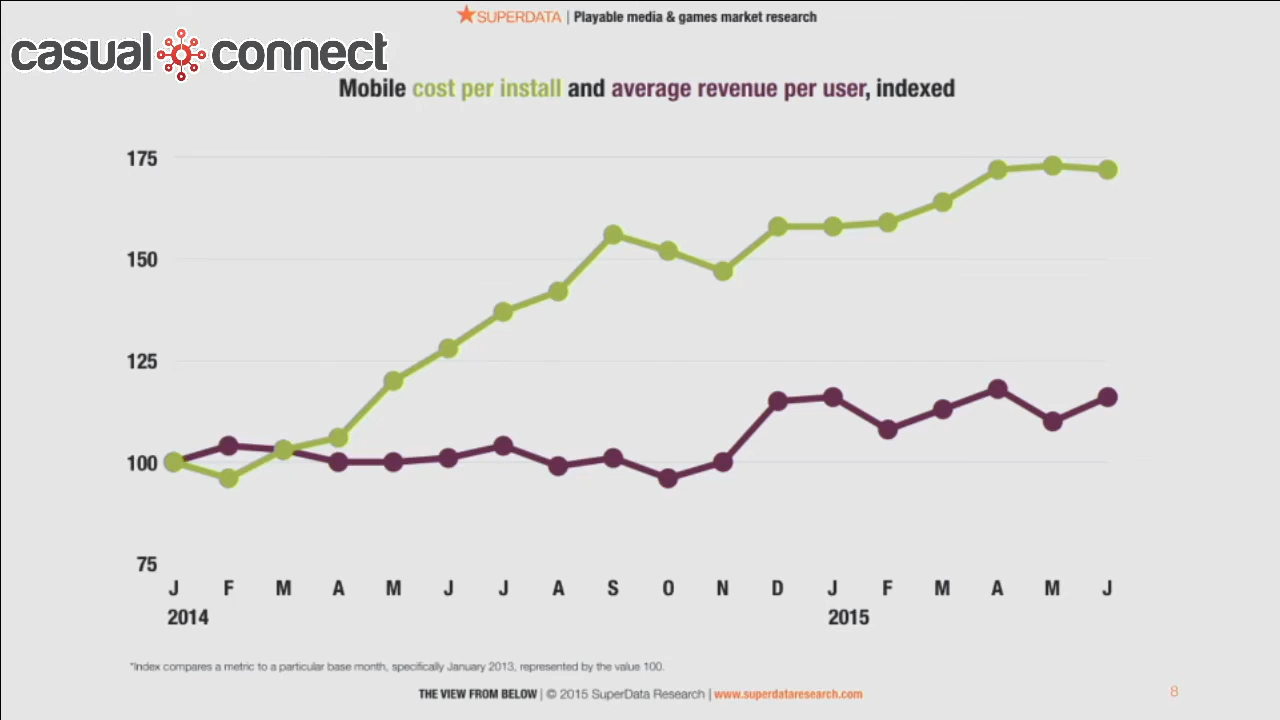 SUPERDATA | Playable media & games market research
casual connect
Mobile cost per install and average revenue per user, indexed
175
150
125
100
75
J F M A M J J A S O N D J F M A M J
2014 2015
*Index compares a metric to a particular base month, specifically January 2013, represented by the value 100.
THE VIEW FROM BELOW | © 2015 SuperData Research | www.superdataresearch.com
8